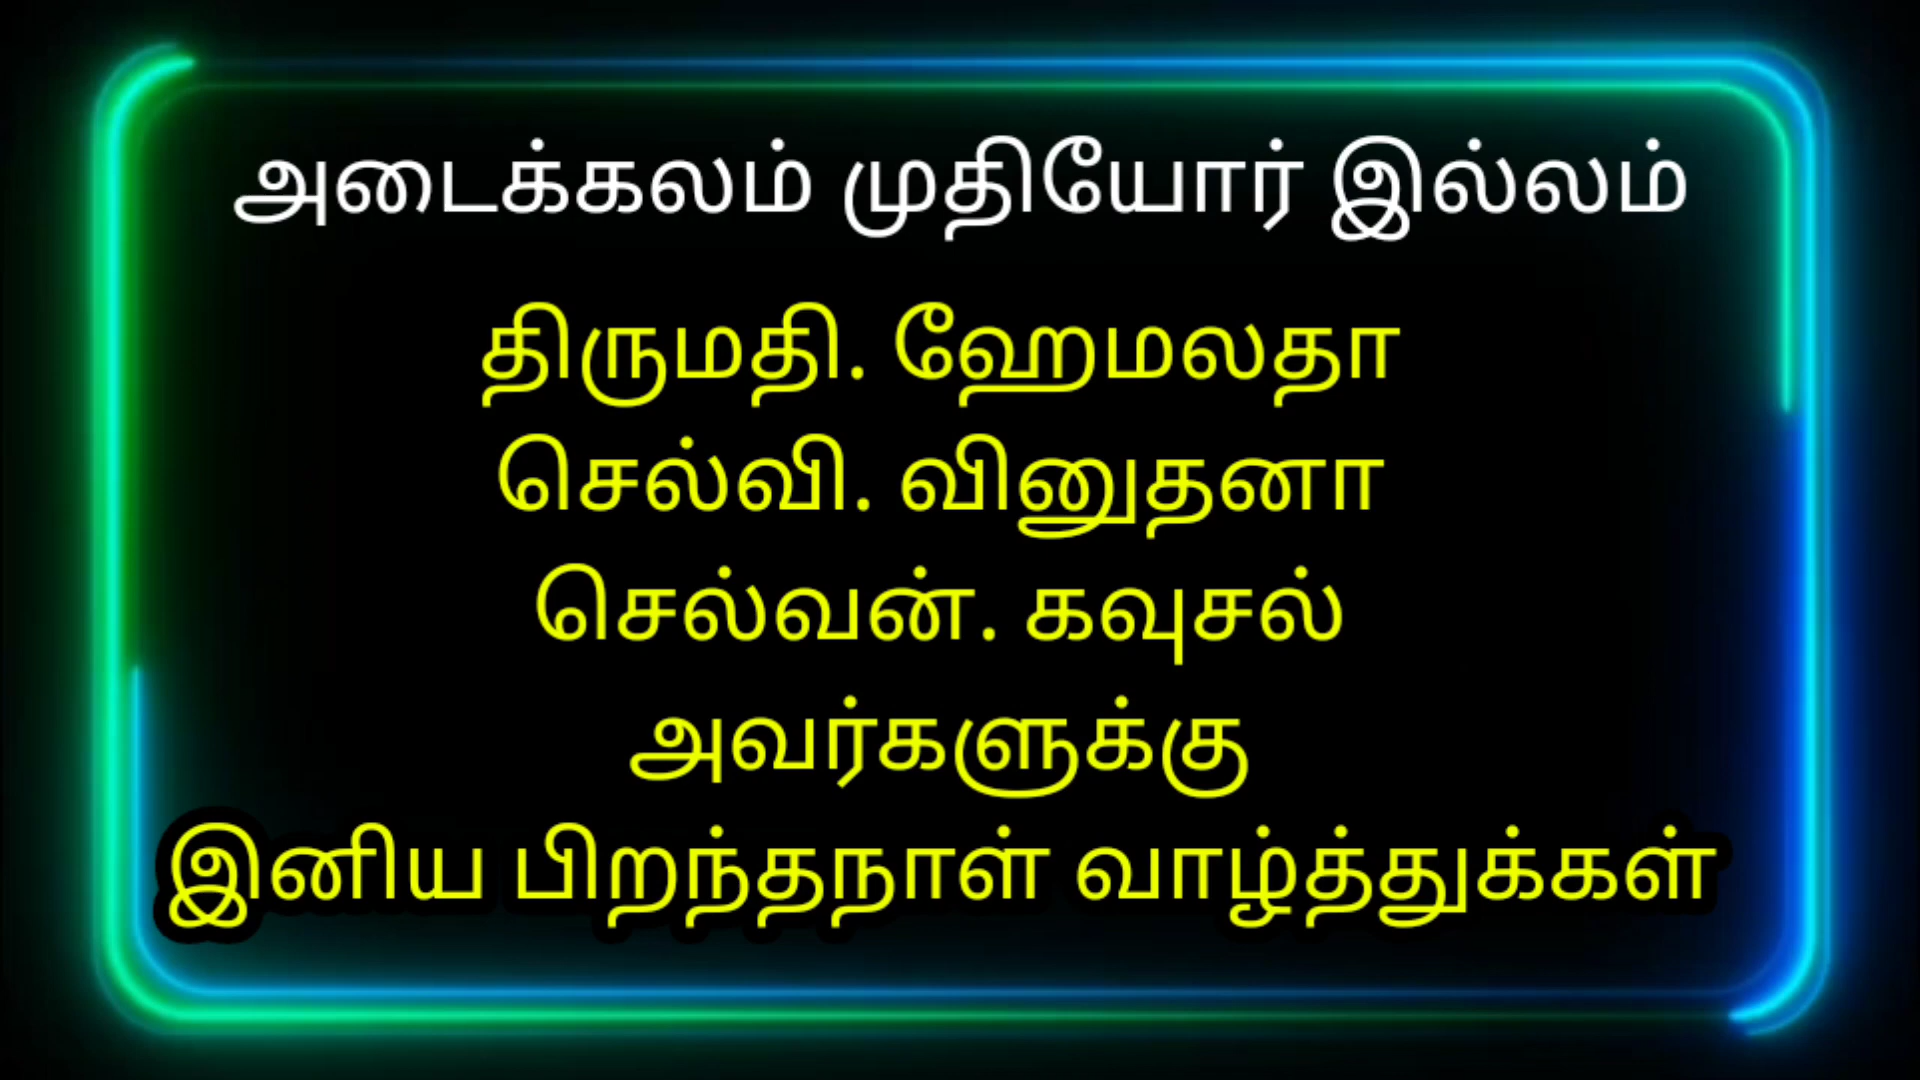 அடைக்கலம் முதியோர் இல்லம்
திருமதி. ஹேமலதா
செல்வி. வினுதனா
செல்வன். கவுசல்
அவர்களுக்கு
இனிய பிறந்தநாள் வாழ்த்துக்கள்